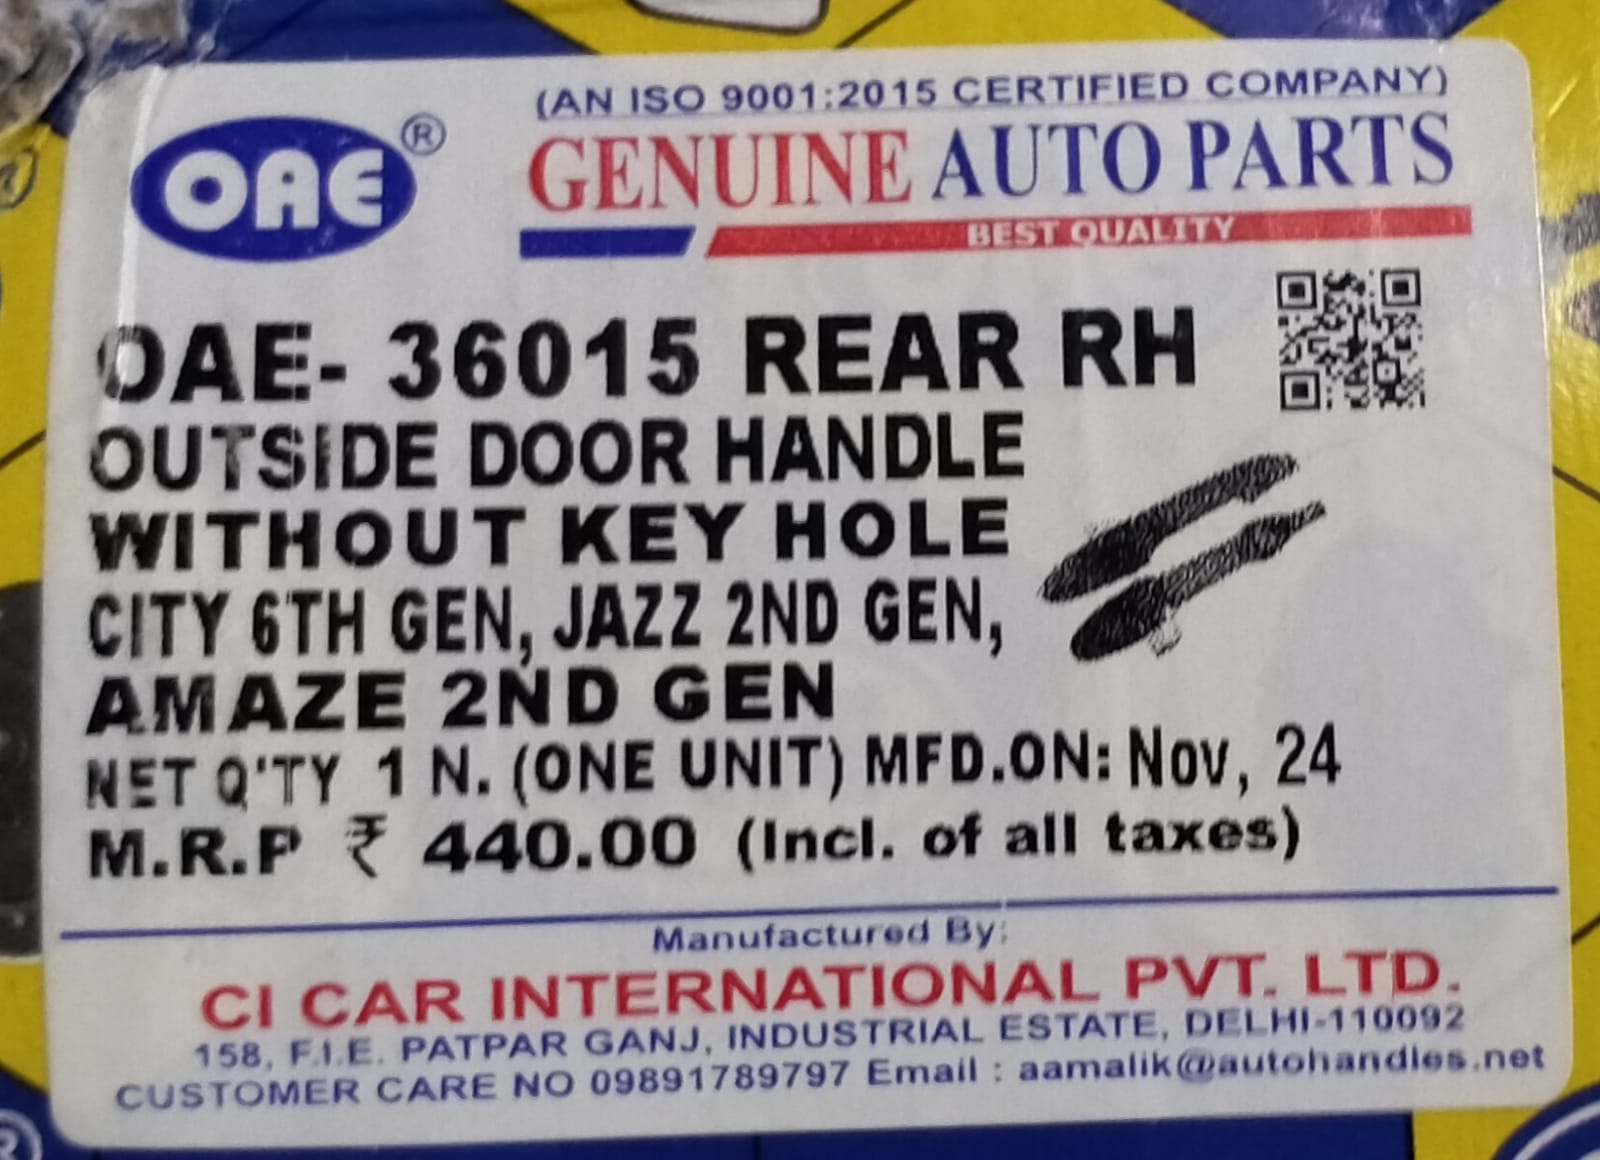 (AN ISO 9001:2015 CERTIFIED COMPANY)
OAE®
GENUINE AUTO PARTS
BEST QUALITY
OAE- 36015 REAR RH
OUTSIDE DOOR HANDLE
WITHOUT KEY HOLE
CITY 6TH GEN, JAZZ 2ND GEN,
AMAZE 2ND GEN
NET Q'TY 1 N. (ONE UNIT) MFD.ON: Nov, 24
M.R.P ₹ 440.00 (Incl. of all taxes)
Manufactured By:
CI CAR INTERNATIONAL PVT. LTD.
158, F.I.E. PATPAR GANJ, INDUSTRIAL ESTATE, DELHI-110092
CUSTOMER CARE NO 09891789797 Email : aamalik@autohandles.net
®